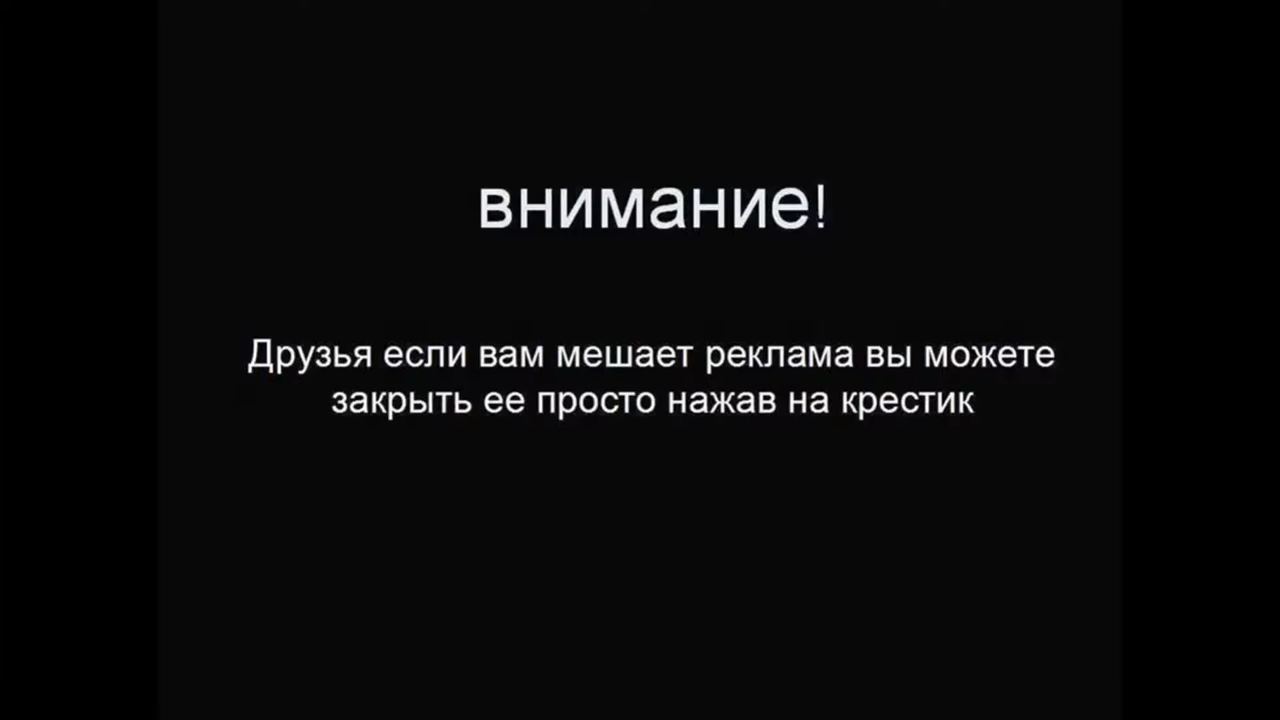 внимание!
Друзья если вам мешает реклама вы можете
закрыть ее просто нажав на крестик